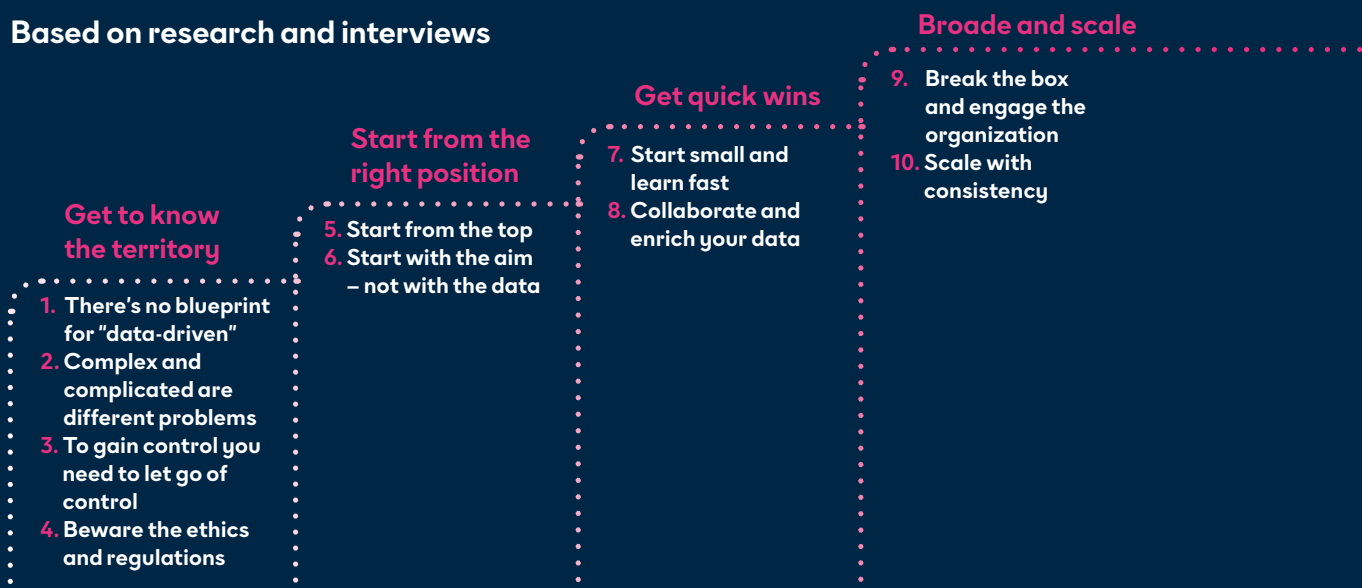 Based on research and interviews
Get to know
the territory
1. There's no blueprint
for "data-driven"
2. Complex and
complicated are
different problems
3. To gain control you
need to let go of
control
4. Beware the ethics
and regulations
Start from the
right position
5. Start from the top
6. Start with the aim
– not with the data
Get quick wins
7. Start small and
learn fast
8. Collaborate and
enrich your data
Broade and scale
9. Break the box
and engage the
organization
10. Scale with
consistency